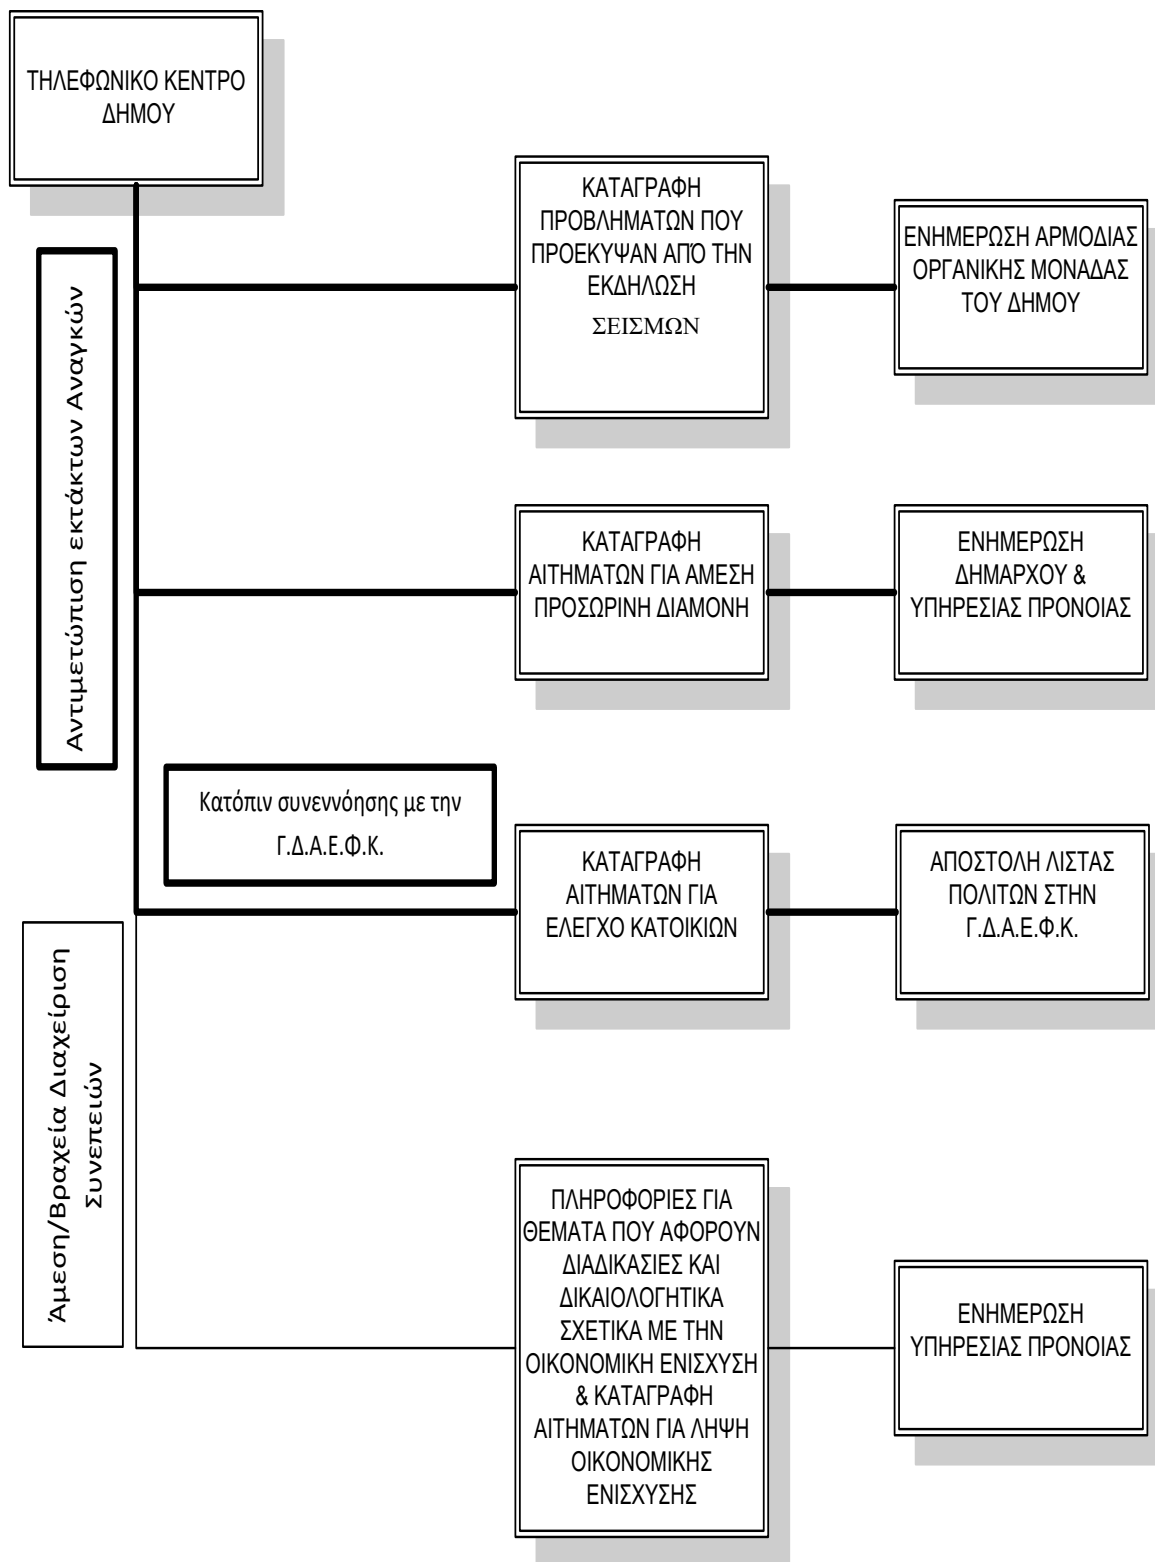 ΤΗΛΕΦΩΝΙΚΟ ΚΕΝΤΡΟ
ΔΗΜΟΥ
ΚΑΤΑΓΡΑΦΗ
ΠΡΟΒΛΗΜΑΤΩΝ ΠΟΥ
ΠΡΟΕΚΥΨΑΝ ΑΠΌ ΤΗΝ
ΕΚΔΗΛΩΣΗ
ΣΕΙΣΜΩΝ
ΕΝΗΜΕΡΩΣΗ ΑΡΜΟΔΙΑΣ
ΟΡΓΑΝΙΚΗΣ ΜΟΝΑΔΑΣ
ΤΟΥ ΔΗΜΟΥ
Αντιμετώπιση εκτάκτων Αναγκών
ΚΑΤΑΓΡΑΦΗ
ΑΙΤΗΜΑΤΩΝ ΓΙΑ ΑΜΕΣΗ
ΠΡΟΣΩΡΙΝΗ ΔΙΑΜΟΝΗ
ΕΝΗΜΕΡΩΣΗ
ΔΗΜΑΡΧΟΥ &
ΥΠΗΡΕΣΙΑΣ ΠΡΟΝΟΙΑΣ
Κατόπιν συνεννόησης με την
Γ.Δ.Α.Ε.Φ.Κ.
ΚΑΤΑΓΡΑΦΗ
ΑΙΤΗΜΑΤΩΝ ΓΙΑ
ΕΛΕΓΧΟ ΚΑΤΟΙΚΙΩΝ
ΑΠΟΣΤΟΛΗ ΛΙΣΤΑΣ
ΠΟΛΙΤΩΝ ΣΤΗΝ
Γ.Δ.Α.Ε.Φ.Κ.
Άμεση/Βραχεία Διαχείριση
Συνεπειών
ΠΛΗΡΟΦΟΡΙΕΣ ΓΙΑ
ΘΕΜΑΤΑ ΠΟΥ ΑΦΟΡΟΥΝ
ΔΙΑΔΙΚΑΣΙΕΣ ΚΑΙ
ΔΙΚΑΙΟΛΟΓΗΤΙΚΑ
ΣΧΕΤΙΚΑ ΜΕ ΤΗΝ
ΟΙΚΟΝΟΜΙΚΗ ΕΝΙΣΧΥΣΗ
& ΚΑΤΑΓΡΑΦΗ
ΑΙΤΗΜΑΤΩΝ ΓΙΑ ΛΗΨΗ
ΟΙΚΟΝΟΜΙΚΗΣ
ΕΝΙΣΧΥΣΗΣ
ΕΝΗΜΕΡΩΣΗ
ΥΠΗΡΕΣΙΑΣ ΠΡΟΝΟΙΑΣ